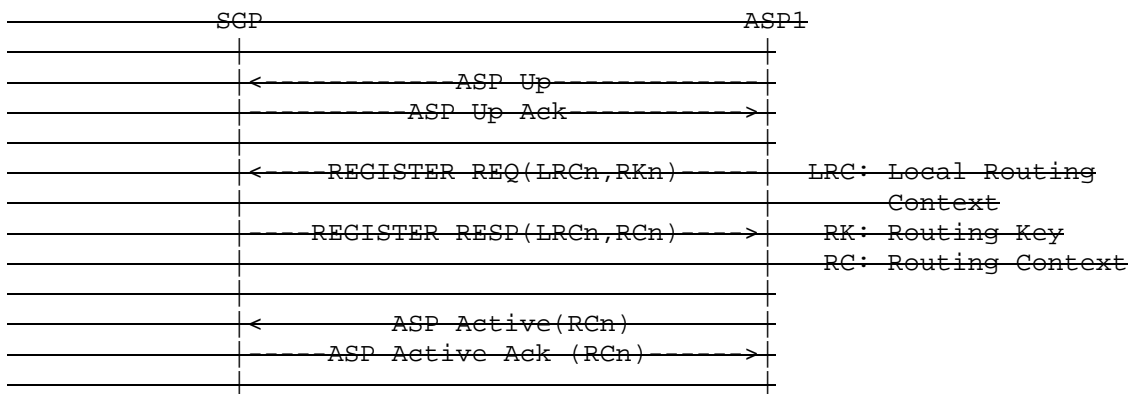 SGP ASP1
|<-------------ASP Up-------------|
|---------ASP Up Ack------------>|
|<----REGISTER REQ(LRCn,RKn)-----| LRC: Local Routing
Context
|----REGISTER RESP(LRCn,RCn)---->| RK: Routing Key
RC: Routing Context
|< ASP Active(RCn) |
|-----ASP Active Ack (RCn)------>|